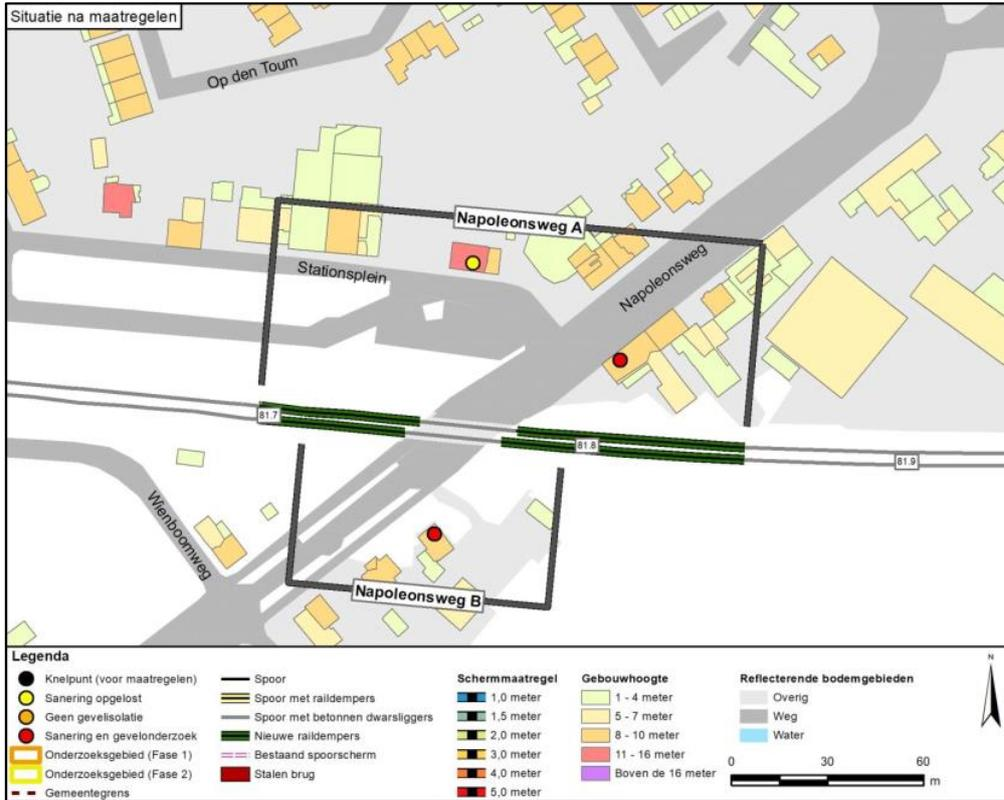 Situatie na maatregelen
Op den Toum
Napoleonsweg A
Stationsplein
Napoleonsweg
81.7
81.8
81.9
Wienboomweg
Napoleonsweg B
Legenda
Knelpunt (voor maatregelen)
Sanering opgelost
Geen gevelisolatie
Sanering en gevelonderzoek
Onderzoeksgebied (Fase 1)
Onderzoeksgebied (Fase 2)
Gemeentegrens
Spoor
Spoor met raildempers
Spoor met betonnen dwarsliggers
Nieuwe raildempers
Bestaand spoorscherm
Stalen brug
Schermmaatregel
1,0 meter
1,5 meter
2,0 meter
3,0 meter
4,0 meter
5,0 meter
Gebouwhoogte
1 - 4 meter
5 - 7 meter
8 - 10 meter
11 - 16 meter
Boven de 16 meter
Reflecterende bodemgebieden
Overig
Weg
Water
N
0 30 60
m